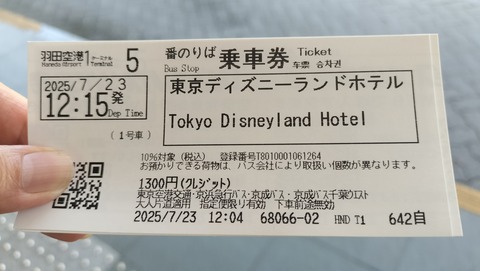 羽田空港1ターミナル 5 番のりば 乗車券 Ticket
Haneda Airport Terminal Bus Stop 车票 승차권
2025/7/23
12:15発
Dep Time
(1号車)
東京ディズニーランドホテル
Tokyo Disneyland Hotel
10%対象(税込) 登録番号T8010001061264
お預かりできる荷物は、バス会社により取扱い個数が異なります。
1300円(クレジット)
東京空港交通・京浜急行バス・京成バス・京成バス千葉ウエスト
大人片道適用 指定便限り有効 下車前途無効
2025/7/23 12:04 68066-02 HND T1 642自